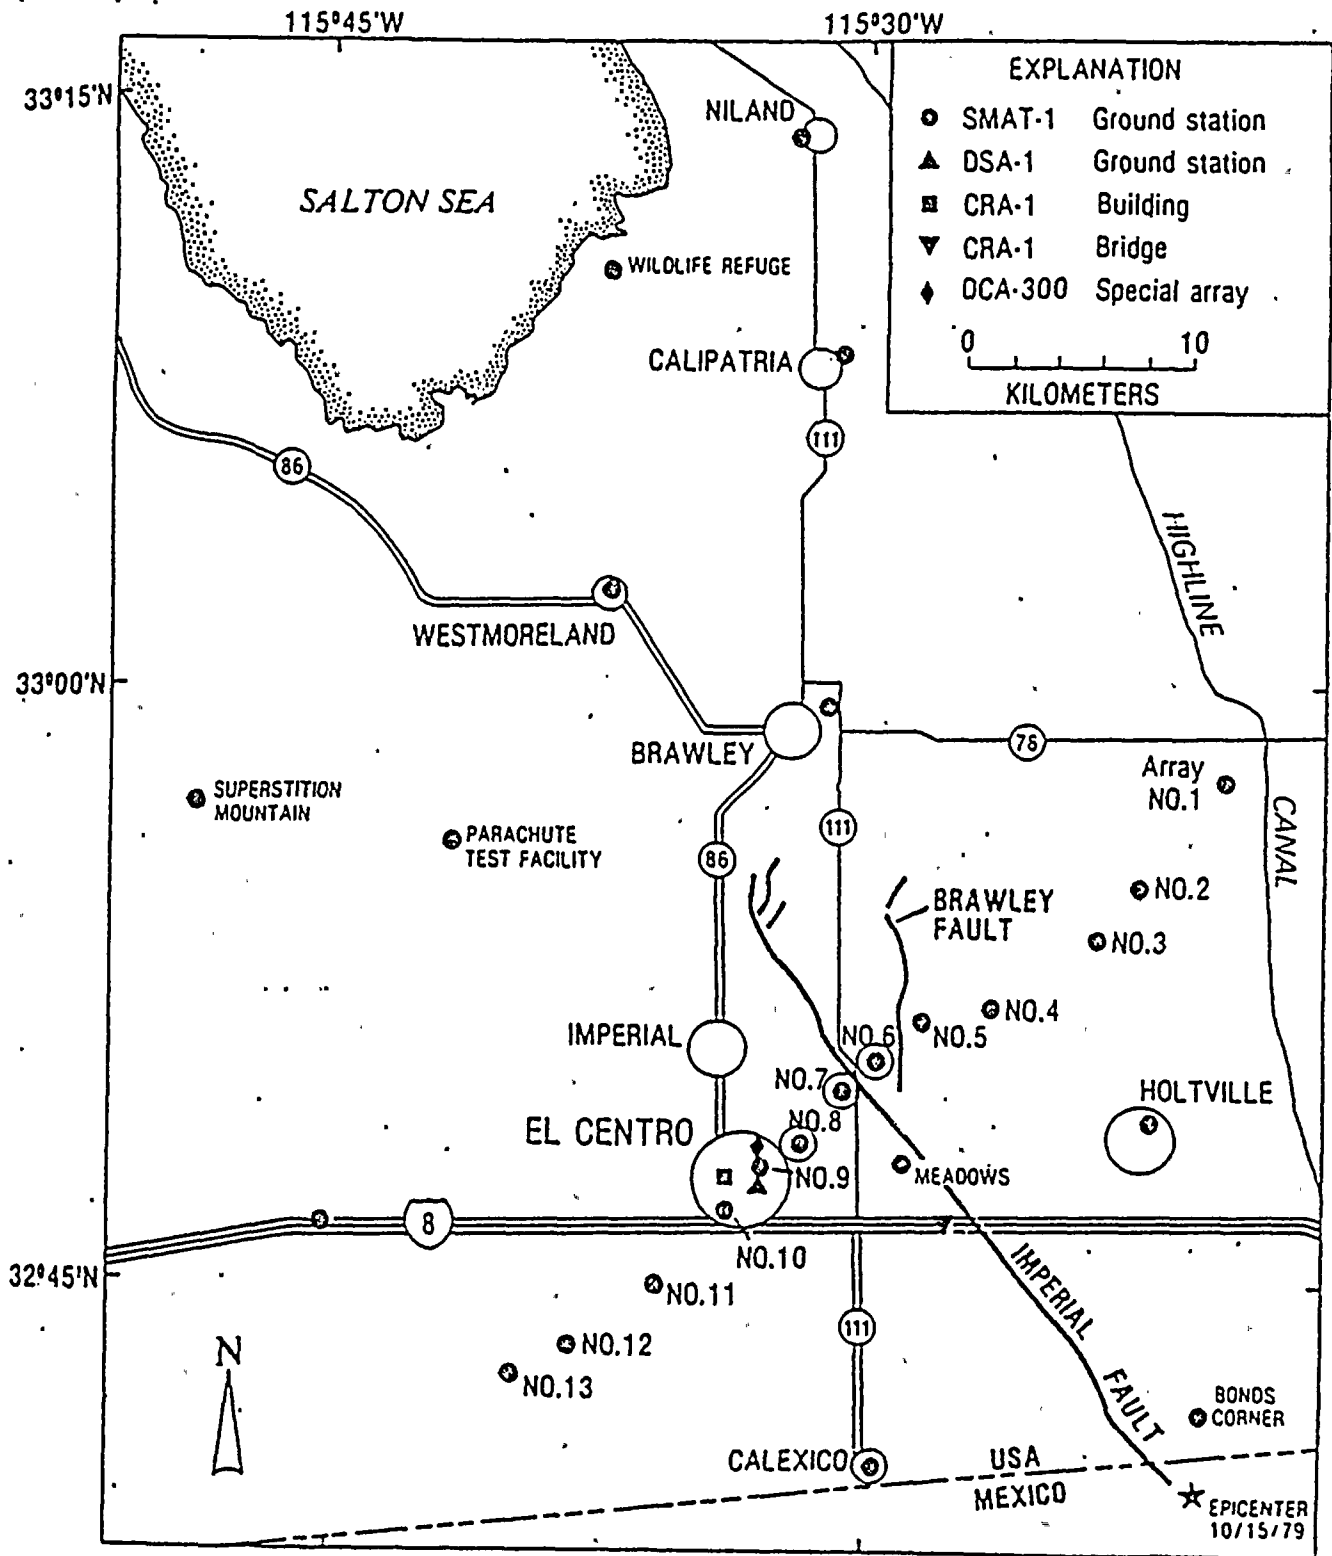 115°45'W
115°30'W
33°15'N
EXPLANATION
SMAT-1 Ground station
DSA-1 Ground station
CRA-1 Building
CRA-1 Bridge
DCA-300 Special array
0 10
KILOMETERS
NILAND
SALTON SEA
WILDLIFE REFUGE
CALIPATRIA
111
86
HIGHLINE
WESTMORELAND
33°00'N
BRAWLEY
78
Array
NO.1
SUPERSTITION
MOUNTAIN
PARACHUTE
TEST FACILITY
111
86
CANAL
NO.2
BRAWLEY
FAULT
NO.3
NO.4
NO.5
IMPERIAL
NO.6
NO.7
HOLTVILLE
EL CENTRO
NO.8
NO.9
MEADOWS
8
NO.10
32°45'N
NO.11
IMPERIAL
FAULT
111
N
NO.12
NO.13
BONDS
CORNER
CALEXICO
USA
MEXICO
EPICENTER
10/15/79